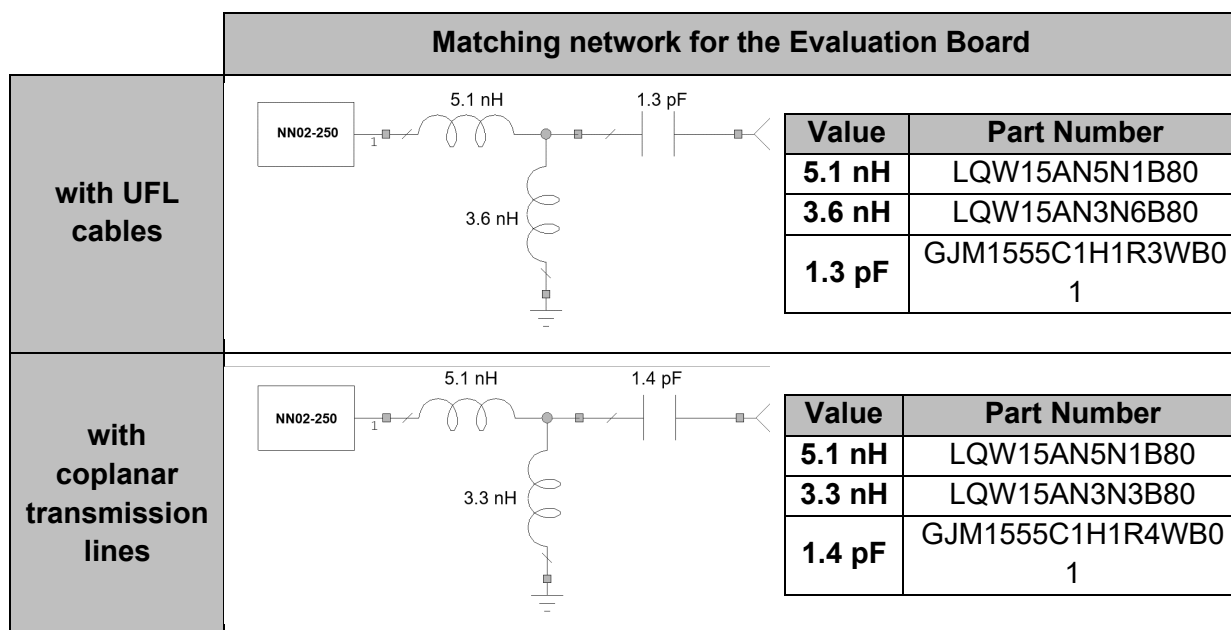 Matching network for the Evaluation Board
with UFL
cables
5.1 nH
1.3 pF
NN02-250
1
3.6 nH
Value Part Number
5.1 nH LQW15AN5N1B80
3.6 nH LQW15AN3N6B80
1.3 pF GJM1555C1H1R3WB0
1
with
coplanar
transmission
lines
5.1 nH
1.4 pF
NN02-250
1
3.3 nH
Value Part Number
5.1 nH LQW15AN5N1B80
3.3 nH LQW15AN3N3B80
1.4 pF GJM1555C1H1R4WB0
1